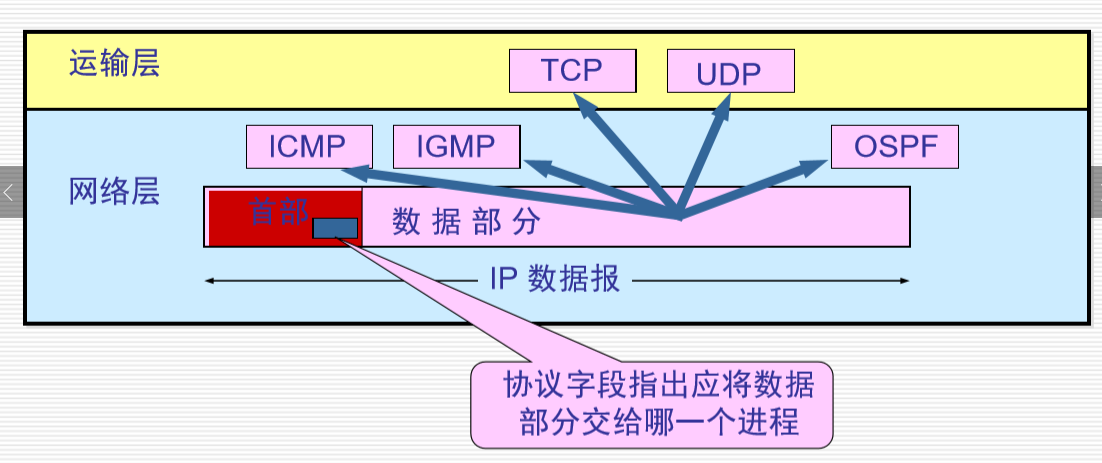 运输层
TCP
UDP
ICMP
IGMP
OSPF
网络层
首部
数据部分
IP 数据报
协议字段指出应将数据
部分交给哪一个进程